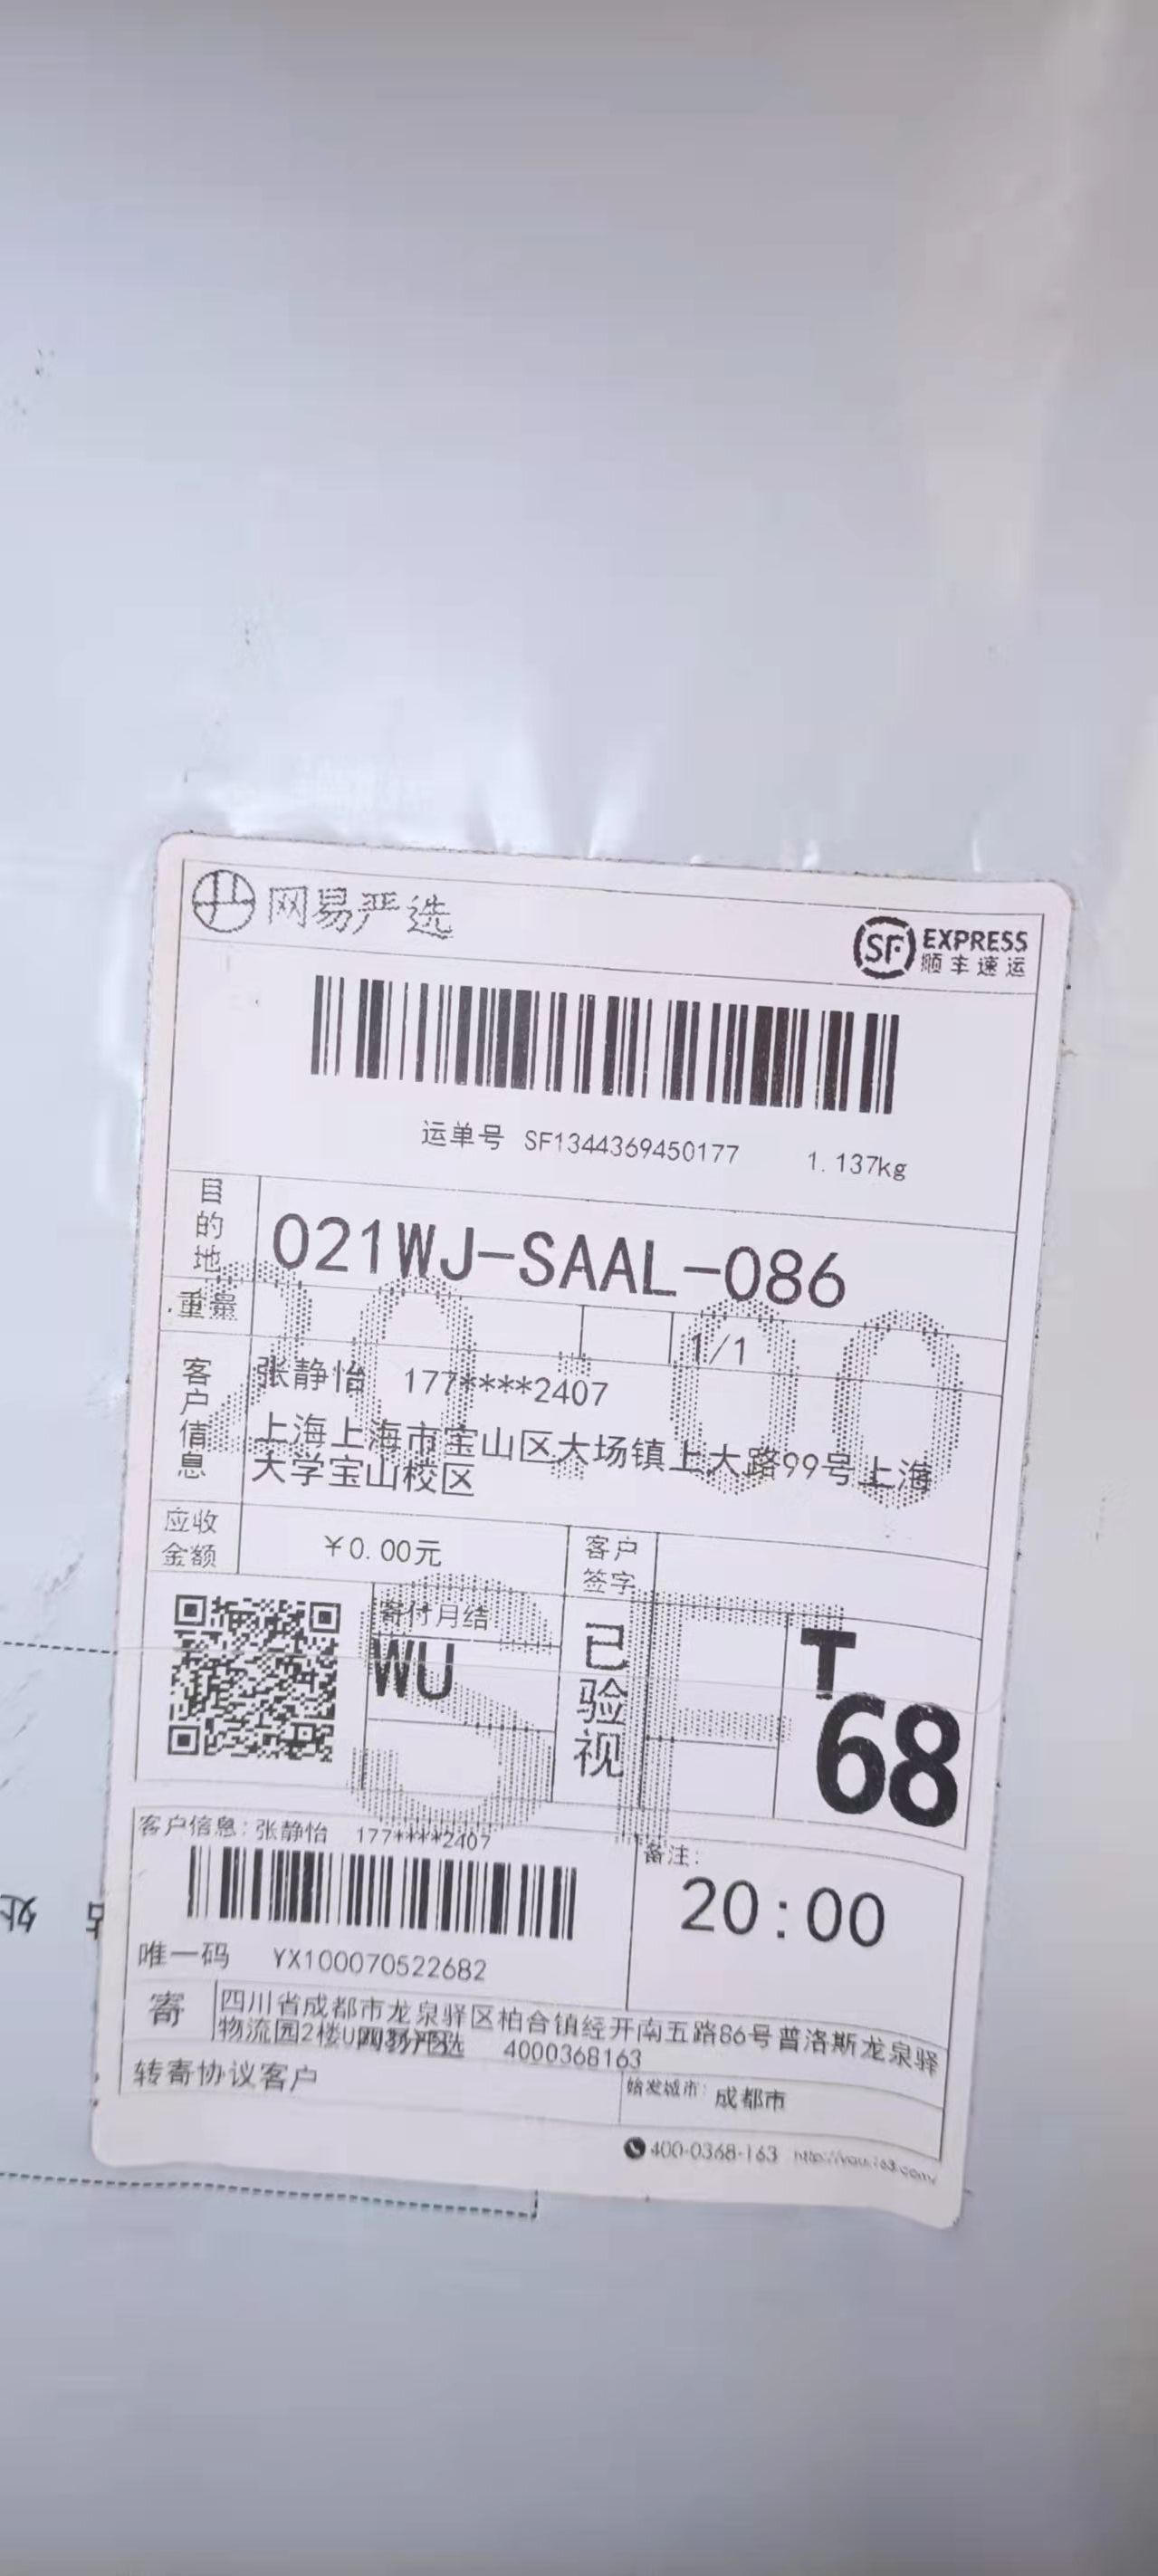 网易严选
SF EXPRESS
顺丰速运
运单号 SF1344369450177 1.137kg
目的地 021WJ-SAAL-086
重量 1/1
客户信息 张静怡 177****2407
上海上海市宝山区大场镇上大路99号上海
大学宝山校区
应收金额 ¥0.00元 客户签字
寄付月结
WU
已验视
T
68
20:00
SF
客户信息: 张静怡 177****2407
备注:
20:00
唯一码 YX100070522682
寄 四川省成都市龙泉驿区柏合镇经开南五路86号普洛斯龙泉驿
物流园2楼 网易严选 4000368163
转寄协议客户 始发城市: 成都市
400-0368-163 http://you.163.com/
处